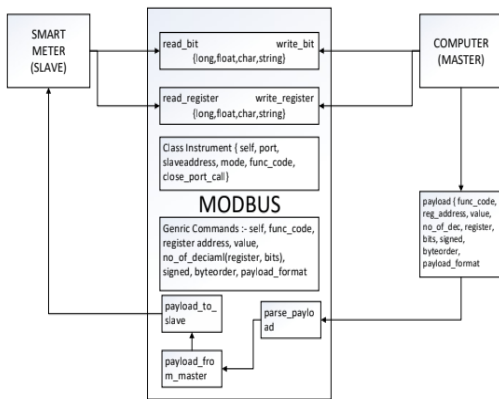 SMART
METER
(SLAVE)
read_bit write_bit
{long,float,char,string}
read_register write_register
{long,float,char,string}
Class Instrument { self, port,
slaveaddress, mode, func_code,
close_port_call}
MODBUS
Genric Commands :- self, func_code,
register address, value,
no_of_deciaml(register, bits),
signed, byteorder, payload_format
payload_to_
slave
payload_fro
m_master
parse_paylo
ad
COMPUTER
(MASTER)
payload { func_code,
reg_address, value,
no_of_dec, register,
bits, signed,
byteorder,
payload_format